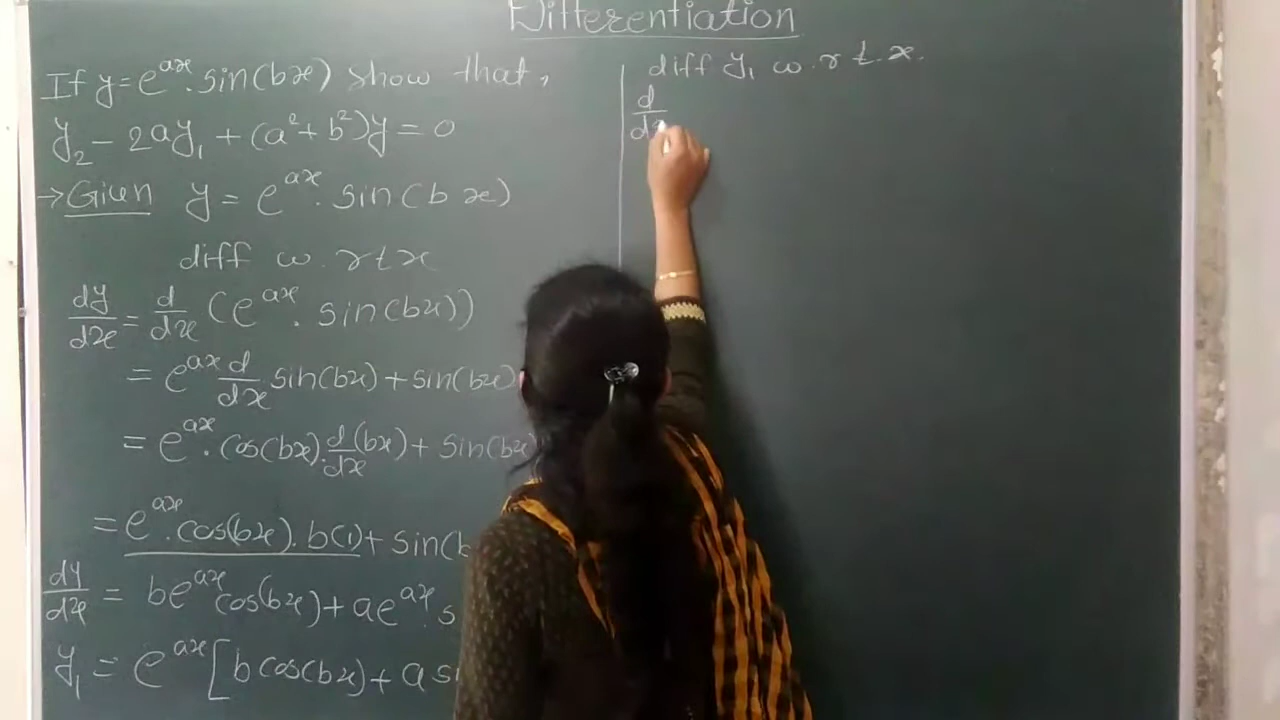 Differentiation
If y = e^{ax}. sin(bx) show that,
y₂ - 2ay₁ + (a² + b²)y = 0
→ Given y = e^{ax}. sin(b x)
diff w. r t x
dy/dx = d/dx (e^{ax}. sin(bx))
= e^{ax} d/dx sin(bx) + sin(bx)
= e^{ax}. cos(bx). d/dx (bx) + sin(bx)
= e^{ax}. cos(bx). b(1) + sin(b
dy/dx = be^{ax} cos(bx) + ae^{ax}. s
y₁ = e^{ax} [b cos(bx) + a si
diff y₁ w. r t. x.
d/dx